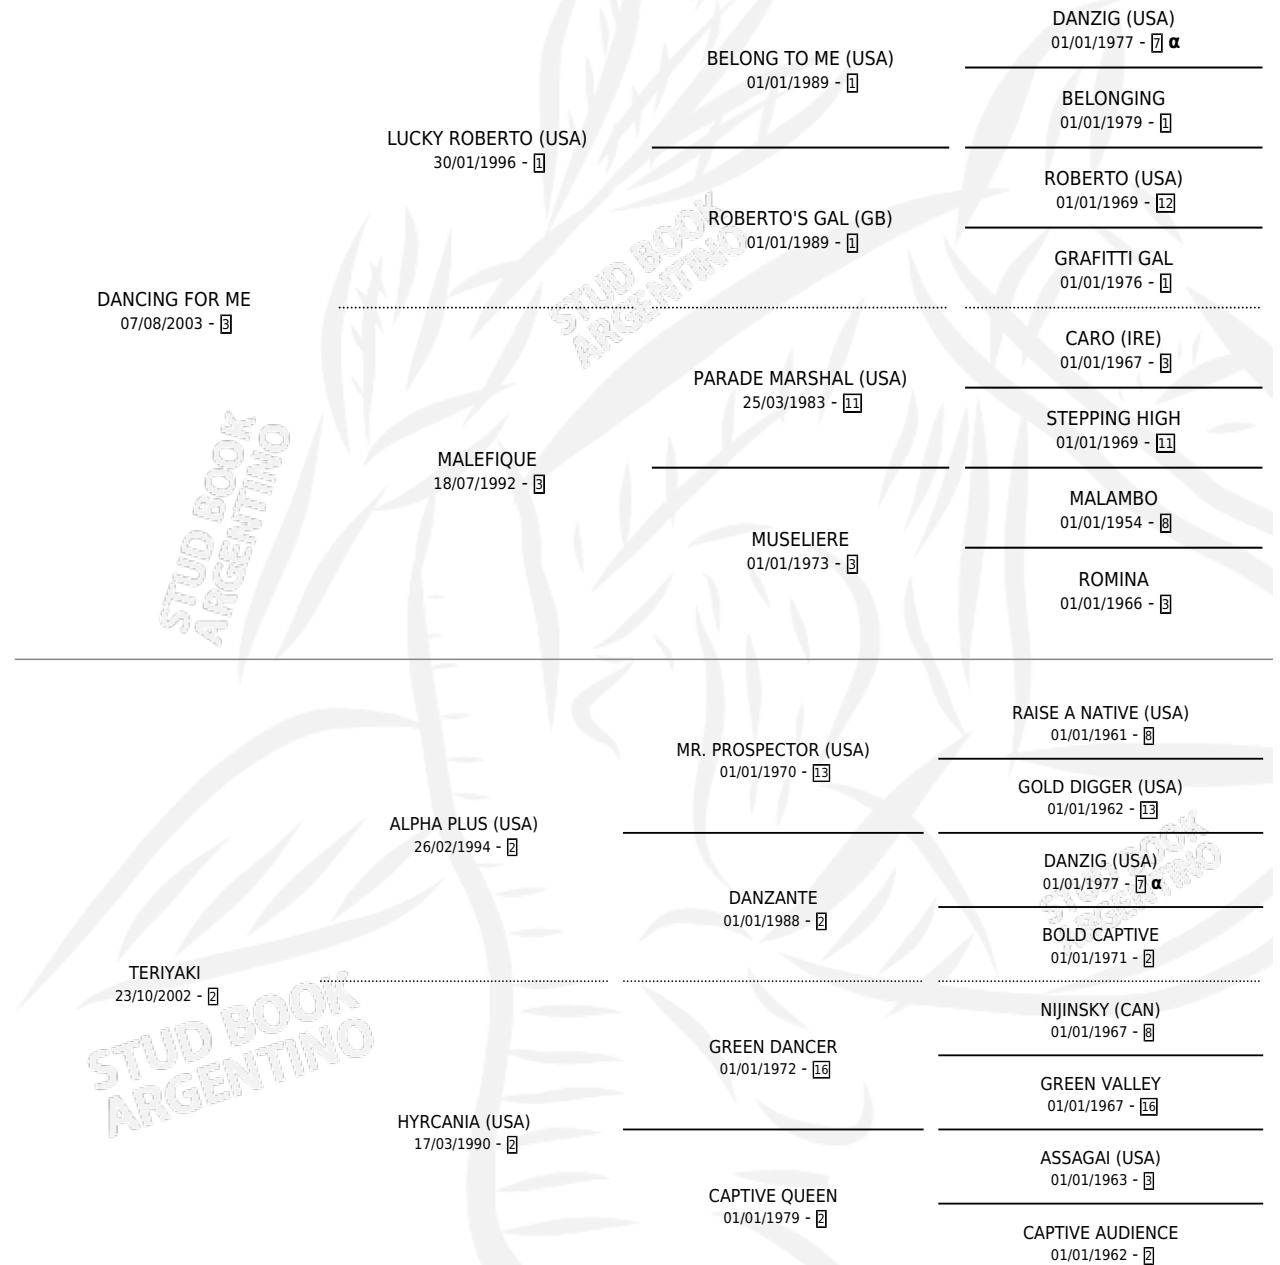 DANZIG (USA)
01/01/1977 - 7 α
BELONG TO ME (USA)
01/01/1989 - 1
BELONGING
01/01/1979 - 1
LUCKY ROBERTO (USA)
30/01/1996 - 1
ROBERTO (USA)
01/01/1969 - 12
ROBERTO'S GAL (GB)
01/01/1989 - 1
GRAFITTI GAL
01/01/1976 - 1
STUD BOOK
ARGENTINO
DANCING FOR ME
07/08/2003 - 3
CARO (IRE)
01/01/1967 - 3
PARADE MARSHAL (USA)
25/03/1983 - 11
STEPPING HIGH
01/01/1969 - 11
MALEFIQUE
18/07/1992 - 3
MALAMBO
01/01/1954 - 8
MUSELIERE
01/01/1973 - 3
ROMINA
01/01/1966 - 3
STUD BOOK
ARGENTINO
RAISE A NATIVE (USA)
01/01/1961 - 8
MR. PROSPECTOR (USA)
01/01/1970 - 13
GOLD DIGGER (USA)
01/01/1962 - 13
ALPHA PLUS (USA)
26/02/1994 - 2
DANZIG (USA)
01/01/1977 - 7 α
STUD BOOK
ARGENTINO
DANZANTE
01/01/1988 - 2
BOLD CAPTIVE
01/01/1971 - 2
TERIYAKI
23/10/2002 - 2
STUD BOOK
ARGENTINO
NIJINSKY (CAN)
01/01/1967 - 8
GREEN DANCER
01/01/1972 - 16
GREEN VALLEY
01/01/1967 - 16
HYRCANIA (USA)
17/03/1990 - 2
ASSAGAI (USA)
01/01/1963 - 3
CAPTIVE QUEEN
01/01/1979 - 2
CAPTIVE AUDIENCE
01/01/1962 - 2